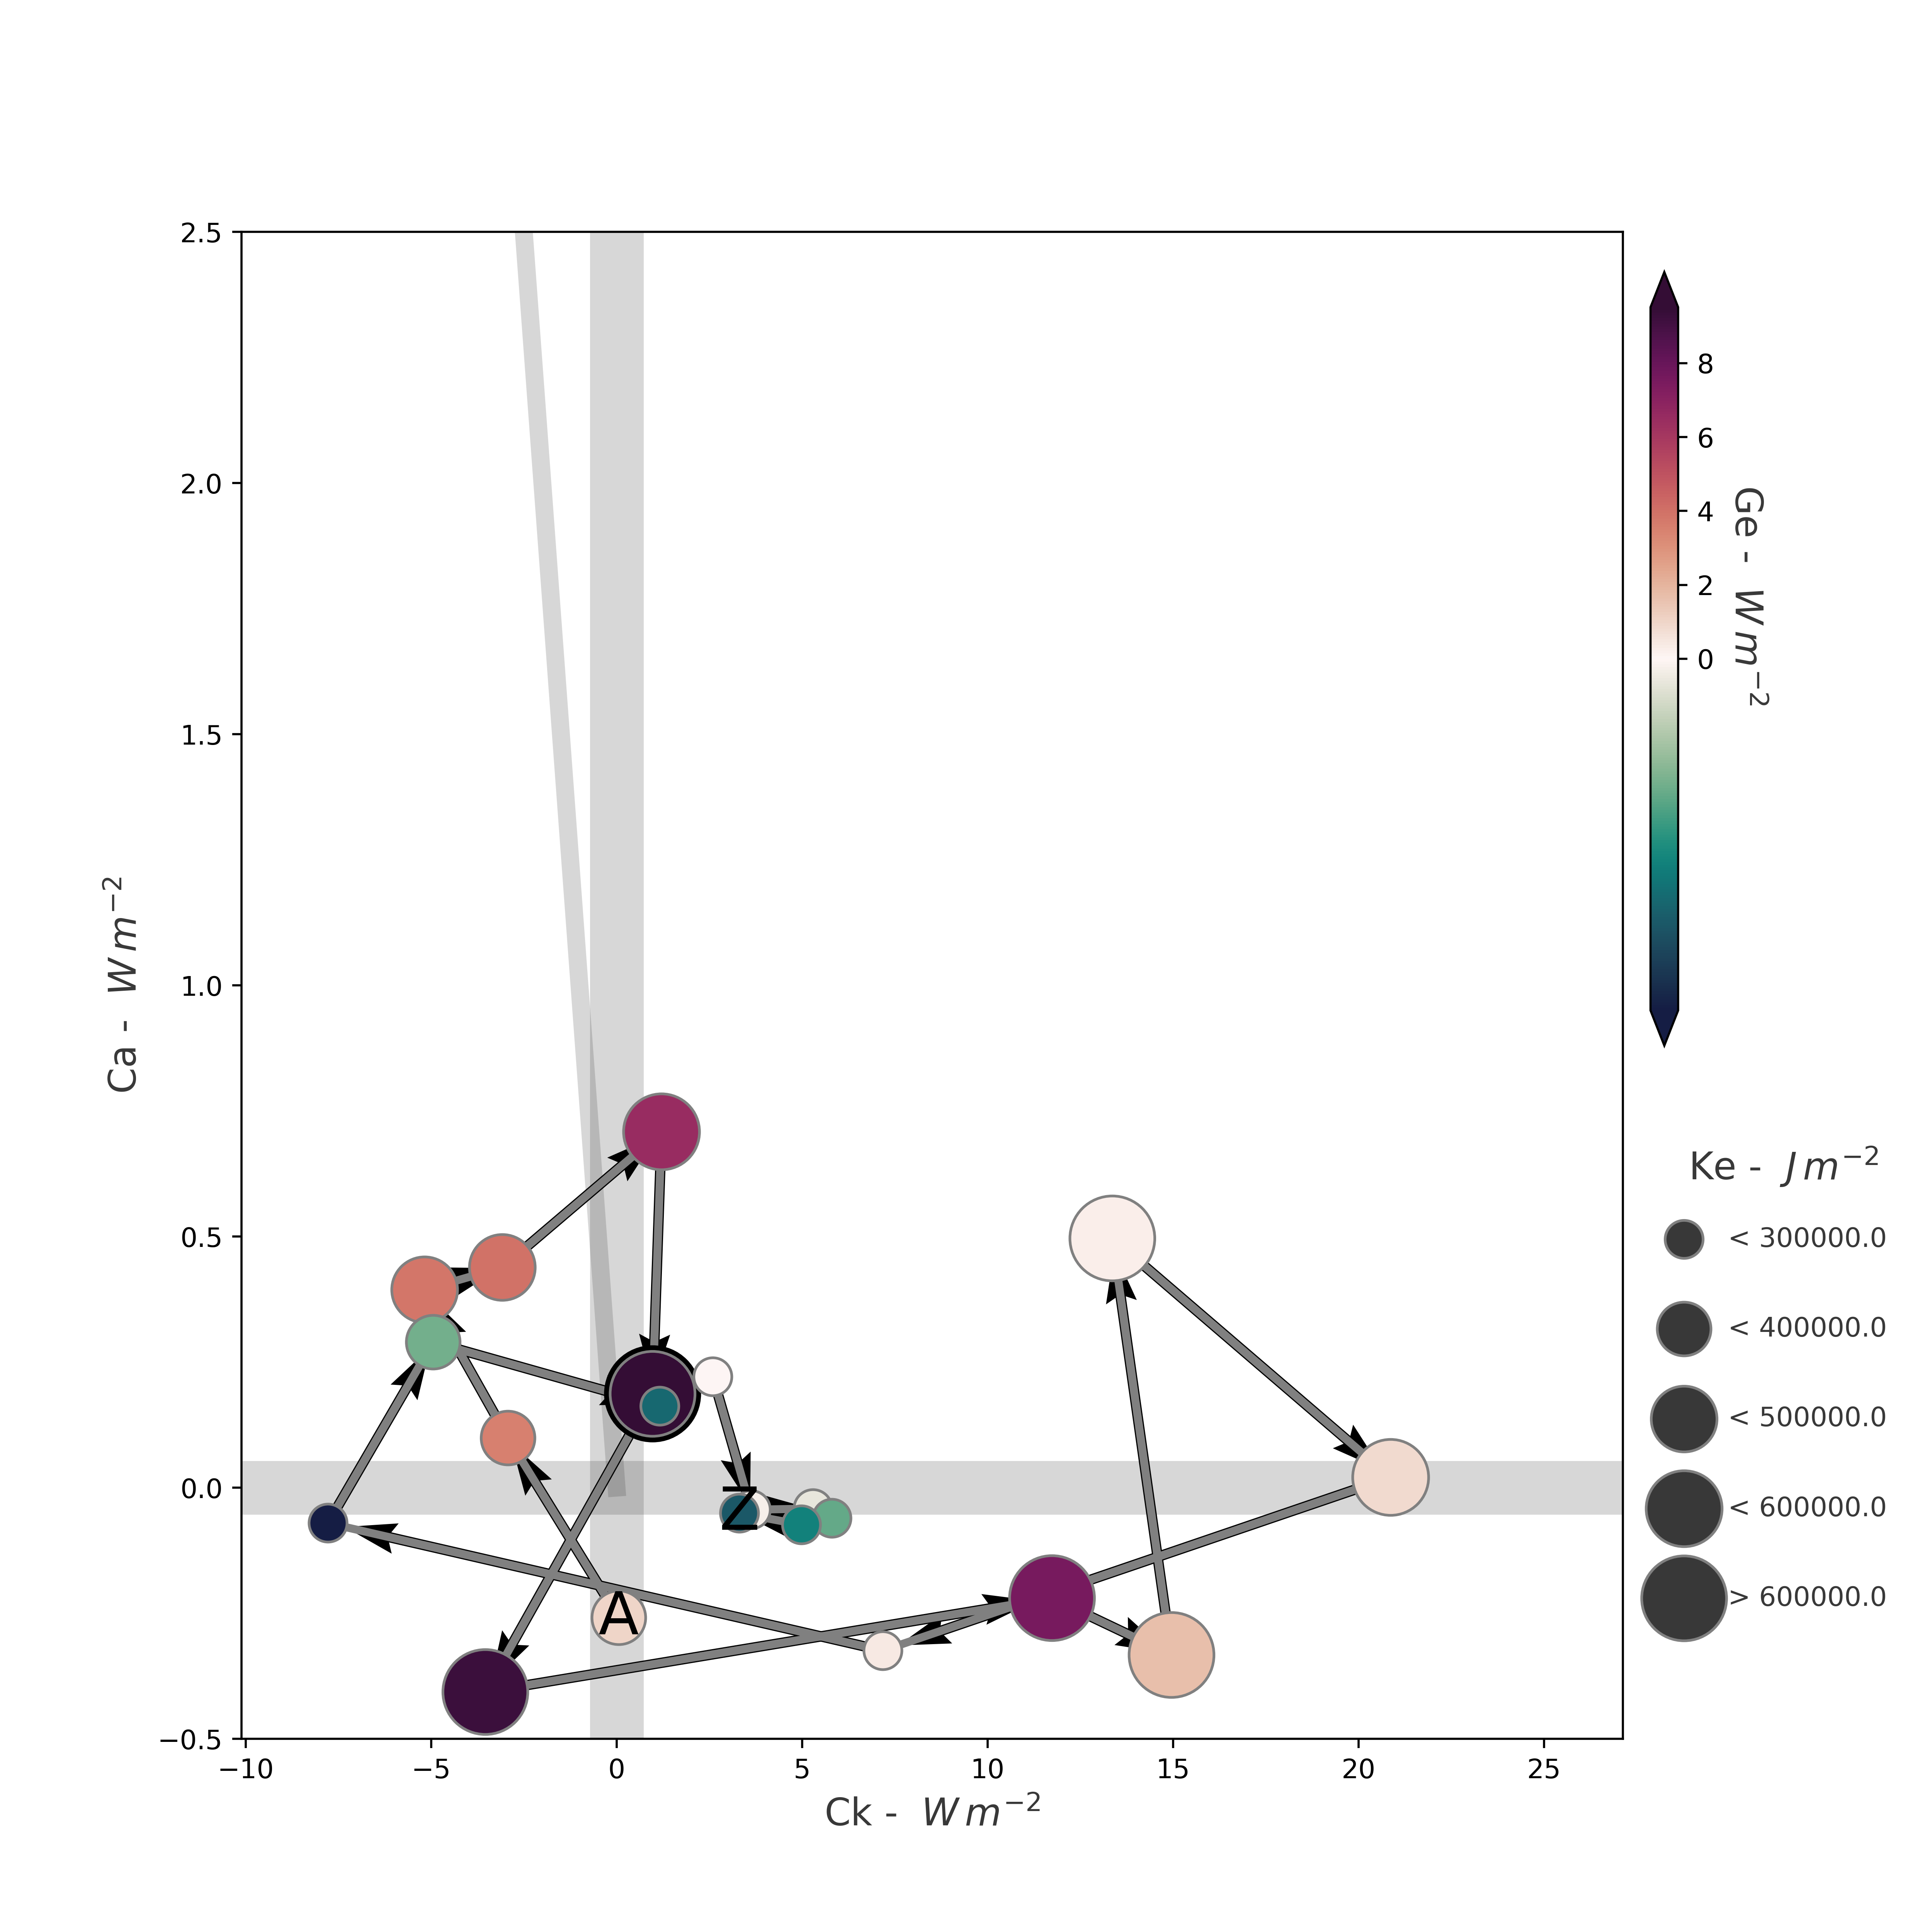 2.5
2.0
1.5
1.0
0.5
0.0
−0.5
Ca - W m⁻²
−10 −5 0 5 10 15 20 25
Ck - W m⁻²
A
Z
8
6
4
2
0
Ge - W m⁻²
Ke - J m⁻²
< 300000.0
< 400000.0
< 500000.0
< 600000.0
> 600000.0